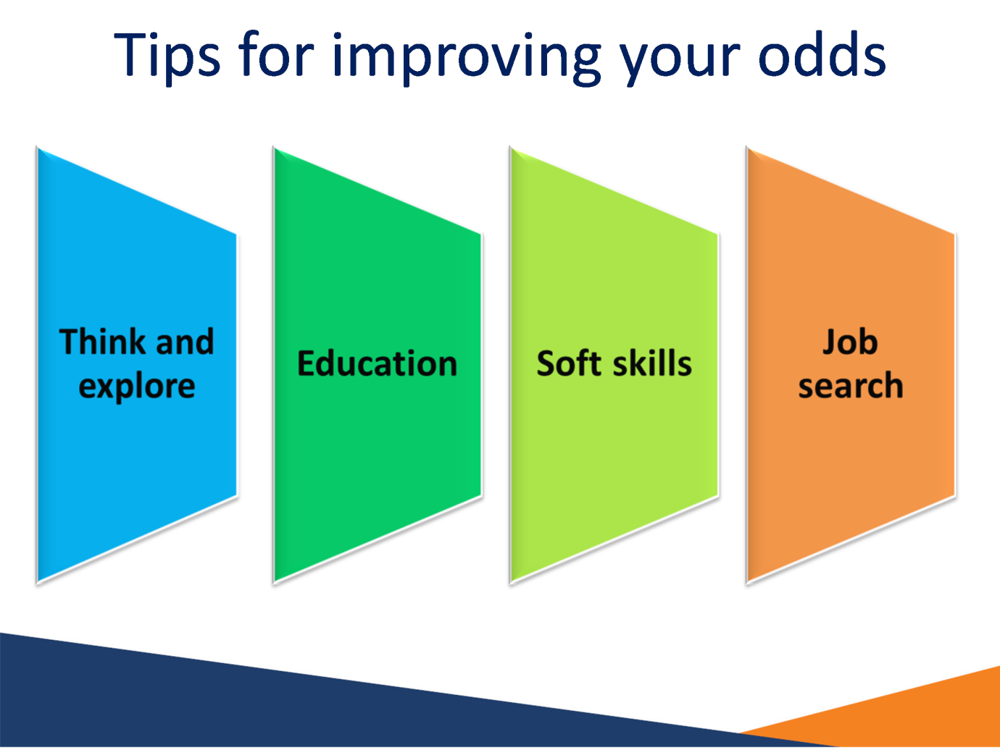 Tips for improving your odds
Think and
explore
Education
Soft skills
Job
search